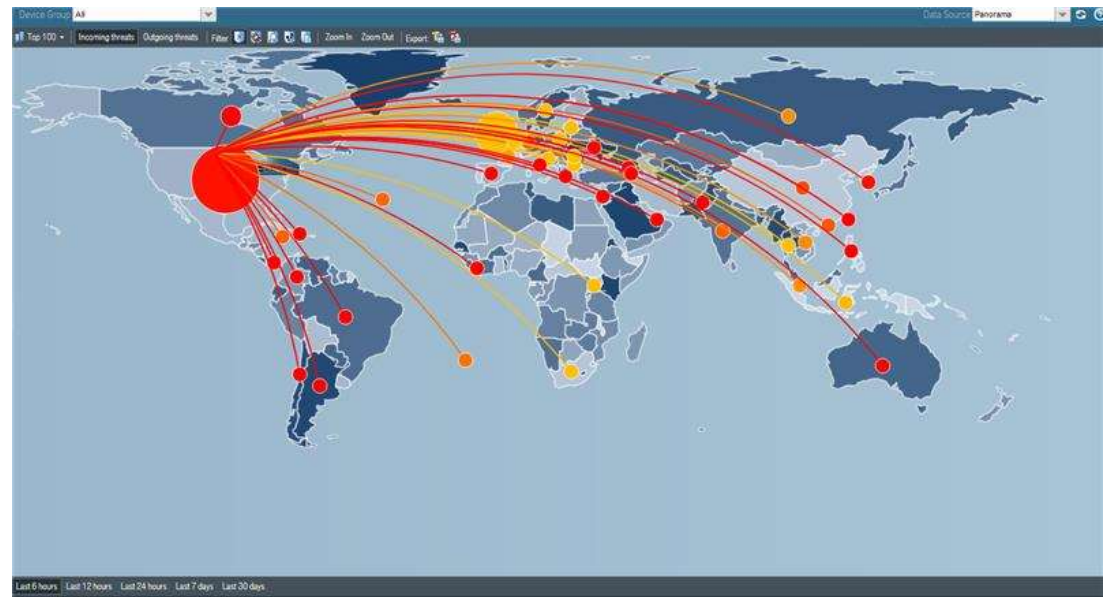 Device Group All Data Source Panorama
Top 100 Incoming threats Outgoing threats Filter Zoom In Zoom Out Export
Last 6 hours Last 12 hours Last 24 hours Last 7 days Last 30 days